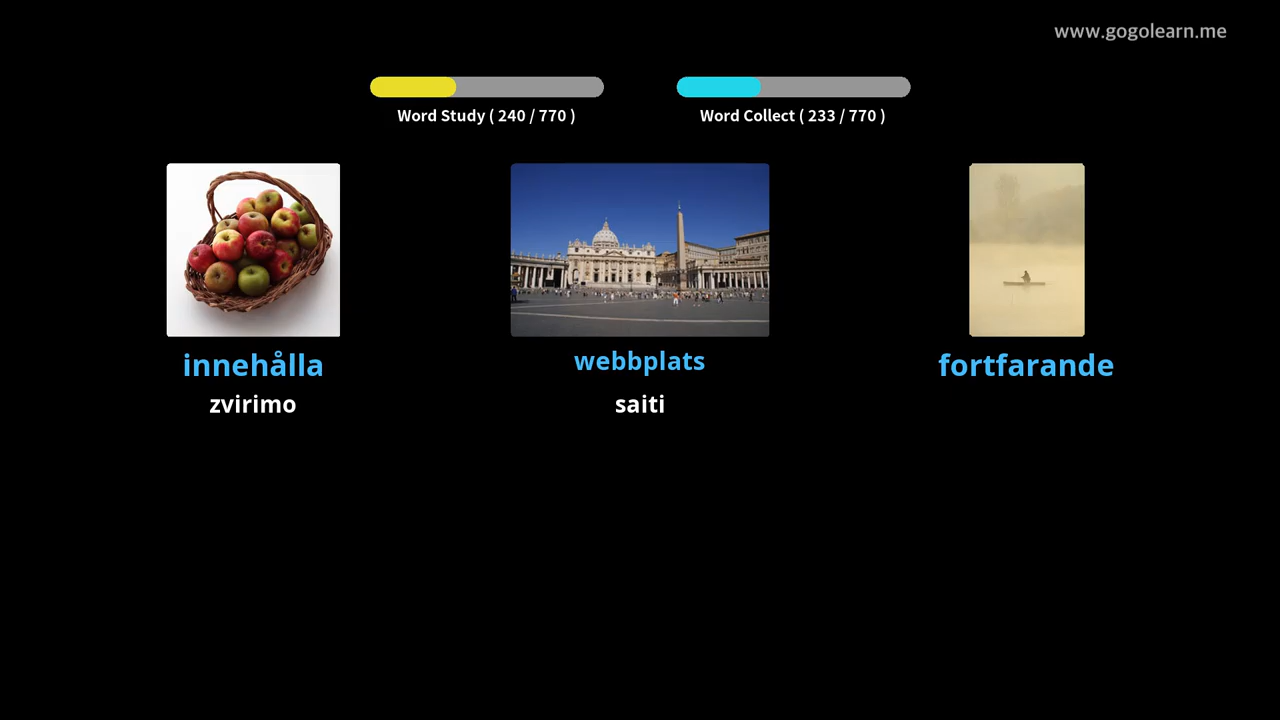 www.gogolearn.me
Word Study ( 240 / 770 )
Word Collect ( 233 / 770 )
innehålla
webbplats
fortfarande
zvirimo
saiti